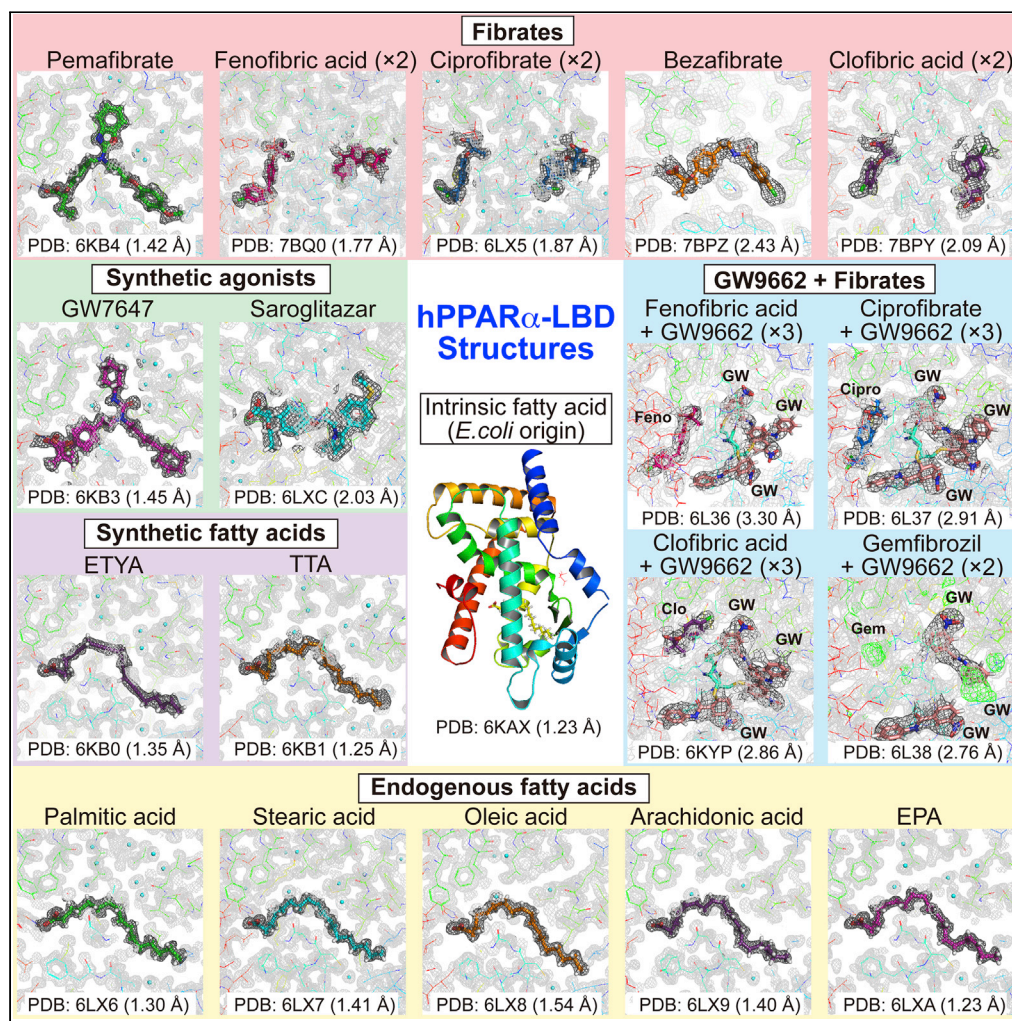 Fibrates
Pemafibrate
Fenofibric acid (×2)
Ciprofibrate (×2)
Bezafibrate
Clofibric acid (×2)
PDB: 6KB4 (1.42 Å)
PDB: 7BQ0 (1.77 Å)
PDB: 6LX5 (1.87 Å)
PDB: 7BPZ (2.43 Å)
PDB: 7BPY (2.09 Å)
Synthetic agonists
GW7647
Saroglitazar
PDB: 6KB3 (1.45 Å)
PDB: 6LXC (2.03 Å)
Synthetic fatty acids
ETYA
TTA
PDB: 6KB0 (1.35 Å)
PDB: 6KB1 (1.25 Å)
hPPARα-LBD
Structures
Intrinsic fatty acid
(E.coli origin)
PDB: 6KAX (1.23 Å)
GW9662 + Fibrates
Fenofibric acid
+ GW9662 (×3)
GW
Feno
GW
GW
PDB: 6L36 (3.30 Å)
Ciprofibrate
+ GW9662 (×3)
GW
Cipro
GW
GW
PDB: 6L37 (2.91 Å)
Clofibric acid
+ GW9662 (×3)
Clo
GW
GW
GW
PDB: 6KYP (2.86 Å)
Gemfibrozil
+ GW9662 (×2)
GW
Gem
GW
GW
PDB: 6L38 (2.76 Å)
Endogenous fatty acids
Palmitic acid
Stearic acid
Oleic acid
Arachidonic acid
EPA
PDB: 6LX6 (1.30 Å)
PDB: 6LX7 (1.41 Å)
PDB: 6LX8 (1.54 Å)
PDB: 6LX9 (1.40 Å)
PDB: 6LXA (1.23 Å)